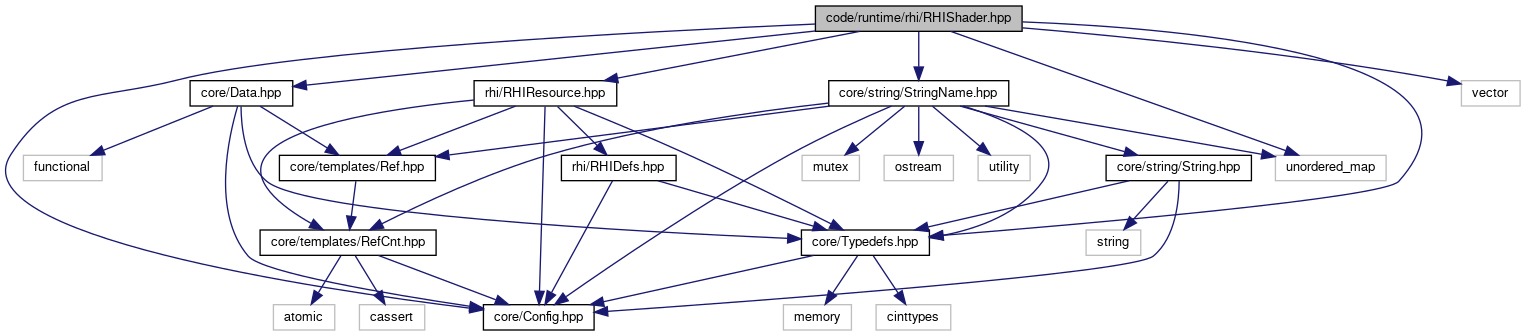 code/runtime/rhi/RHIShader.hpp
core/Data.hpp
rhi/RHIResource.hpp
core/string/StringName.hpp
vector
functional
core/templates/Ref.hpp
rhi/RHIDefs.hpp
mutex
ostream
utility
core/string/String.hpp
unordered_map
core/templates/RefCnt.hpp
core/Typedefs.hpp
string
atomic
cassert
core/Config.hpp
memory
cinttypes